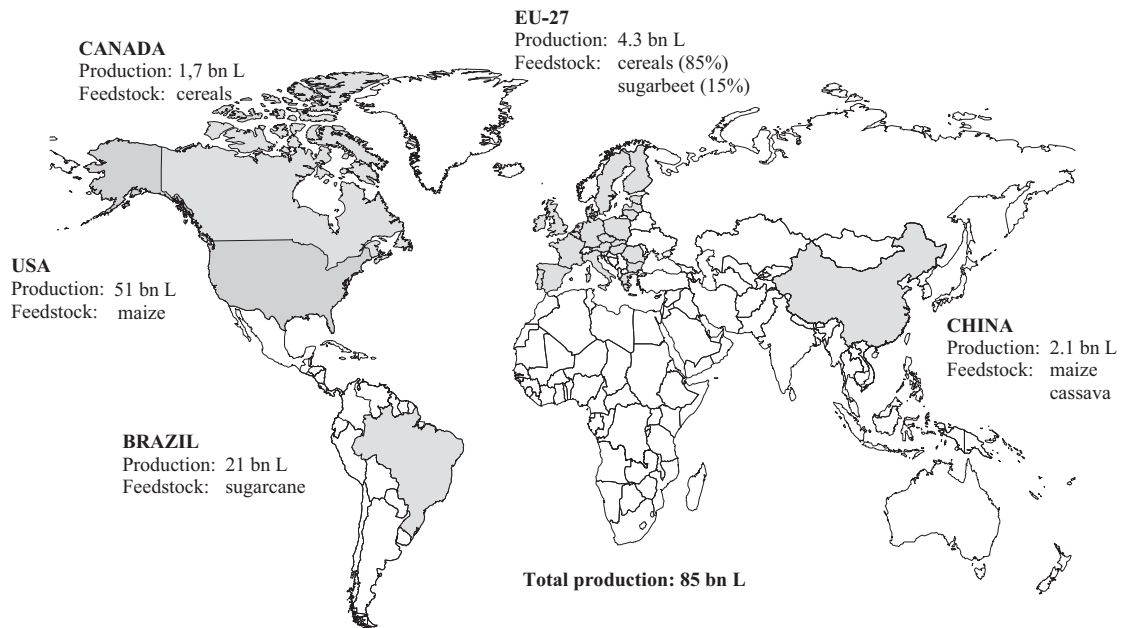 EU-27
Production: 4.3 bn L
Feedstock: cereals (85%)
sugarbeet (15%)
CANADA
Production: 1,7 bn L
Feedstock: cereals
USA
Production: 51 bn L
Feedstock: maize
CHINA
Production: 2.1 bn L
Feedstock: maize
cassava
BRAZIL
Production: 21 bn L
Feedstock: sugarcane
Total production: 85 bn L